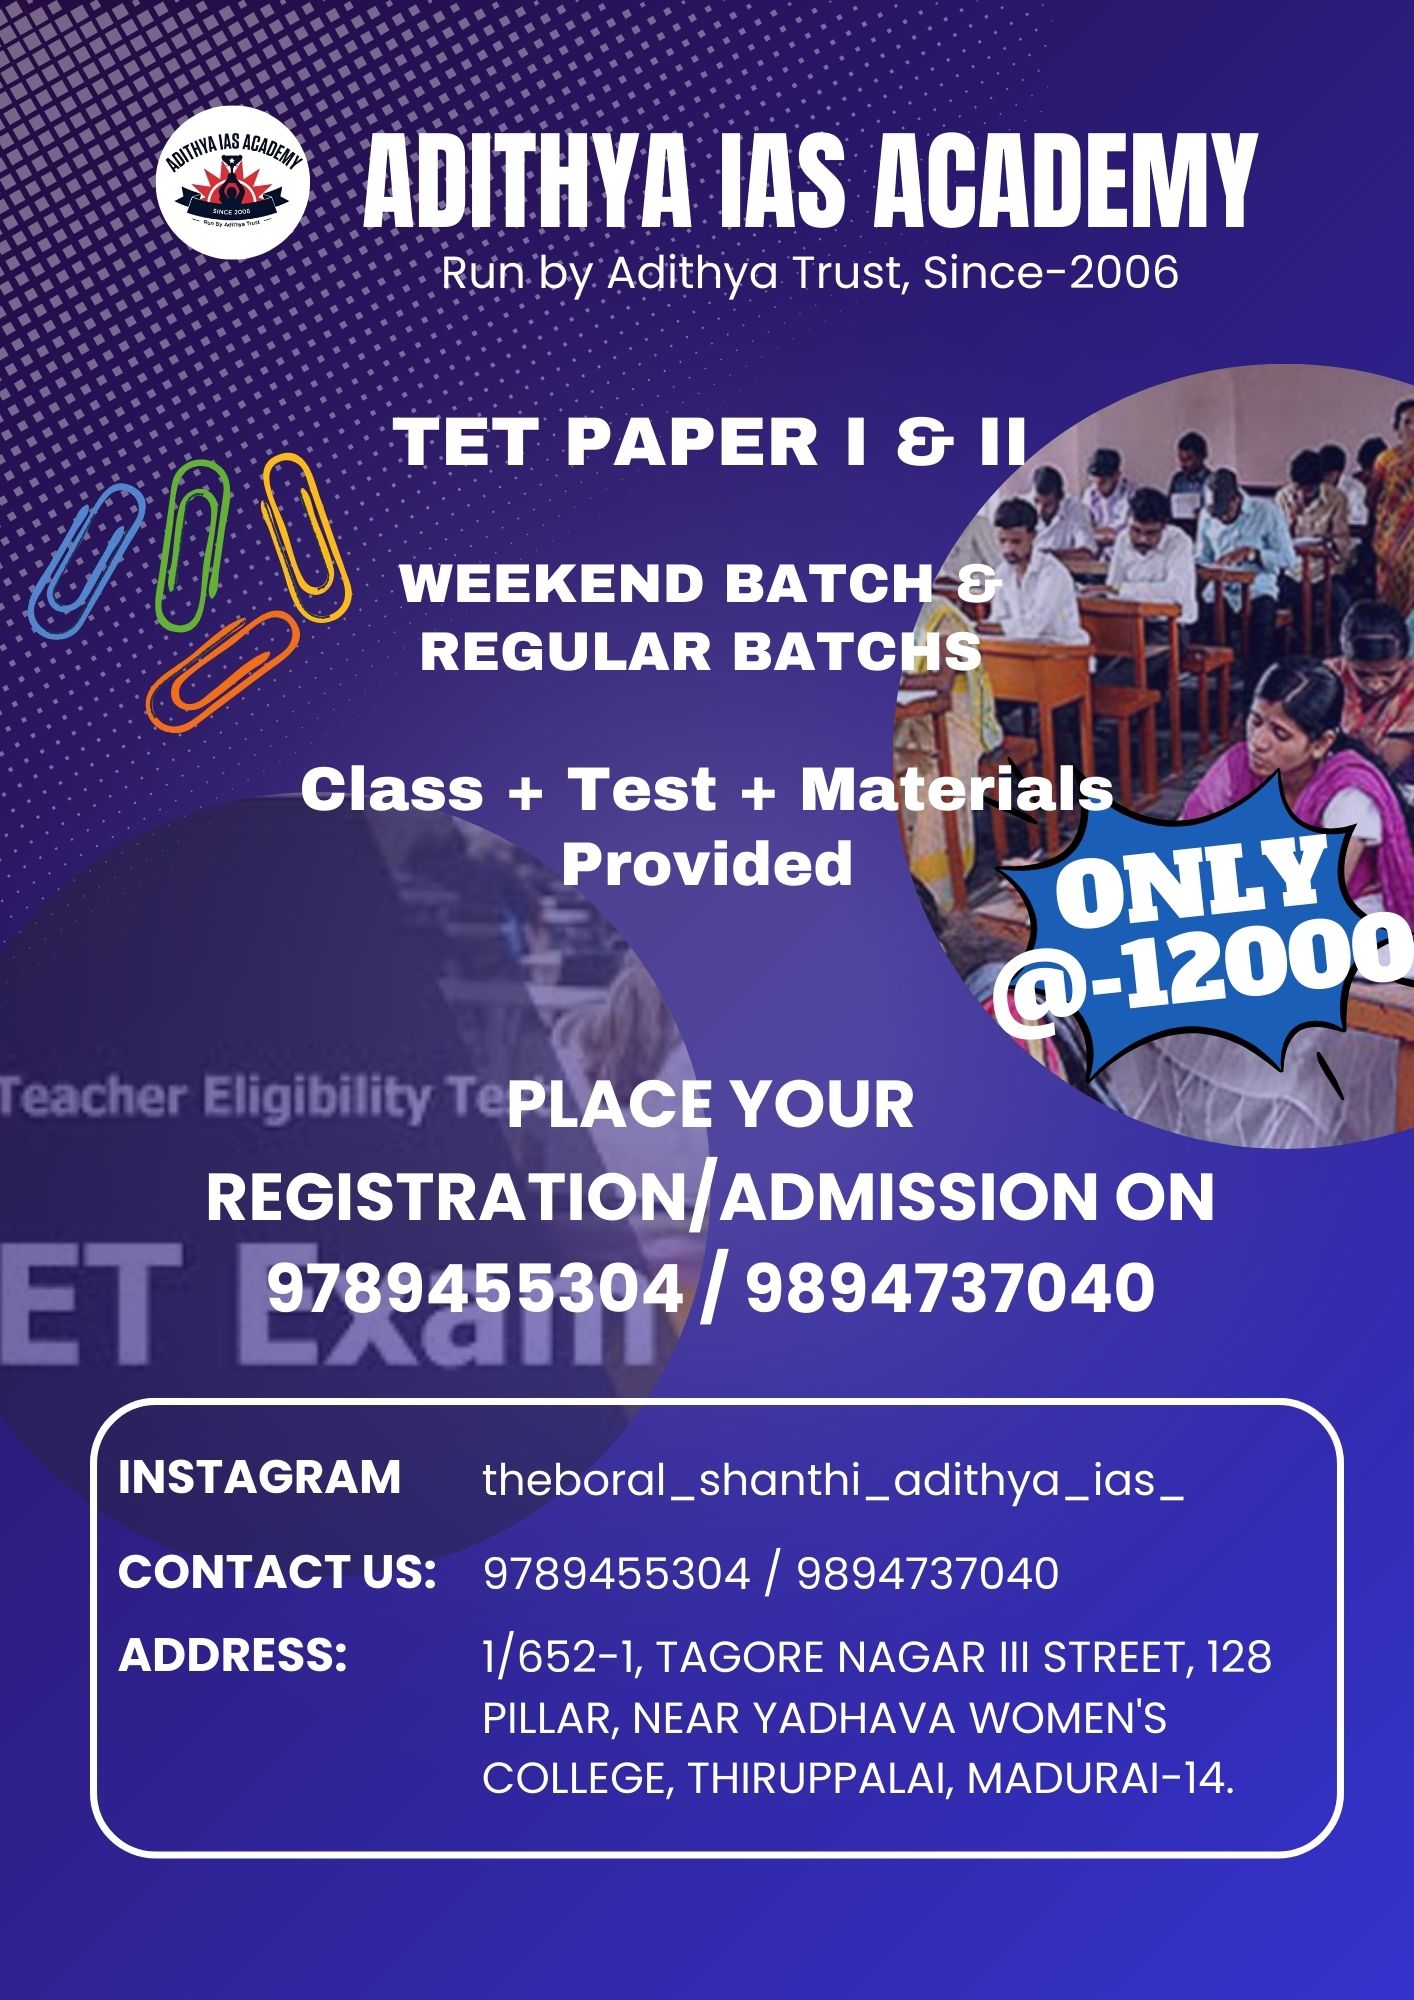 ADITHYA IAS ACADEMY
SINCE 2006
Run By Adithya Trust
ADITHYA IAS ACADEMY
Run by Adithya Trust, Since-2006
TET PAPER I & II
WEEKEND BATCH &
REGULAR BATCHS
Class + Test + Materials
Provided
ONLY
@-12000
Teacher Eligibility Test
PLACE YOUR
REGISTRATION/ADMISSION ON
ET Exam
9789455304 / 9894737040
INSTAGRAM theboral_shanthi_adithya_ias_
CONTACT US: 9789455304 / 9894737040
ADDRESS: 1/652-1, TAGORE NAGAR III STREET, 128
PILLAR, NEAR YADHAVA WOMEN'S
COLLEGE, THIRUPPALAI, MADURAI-14.